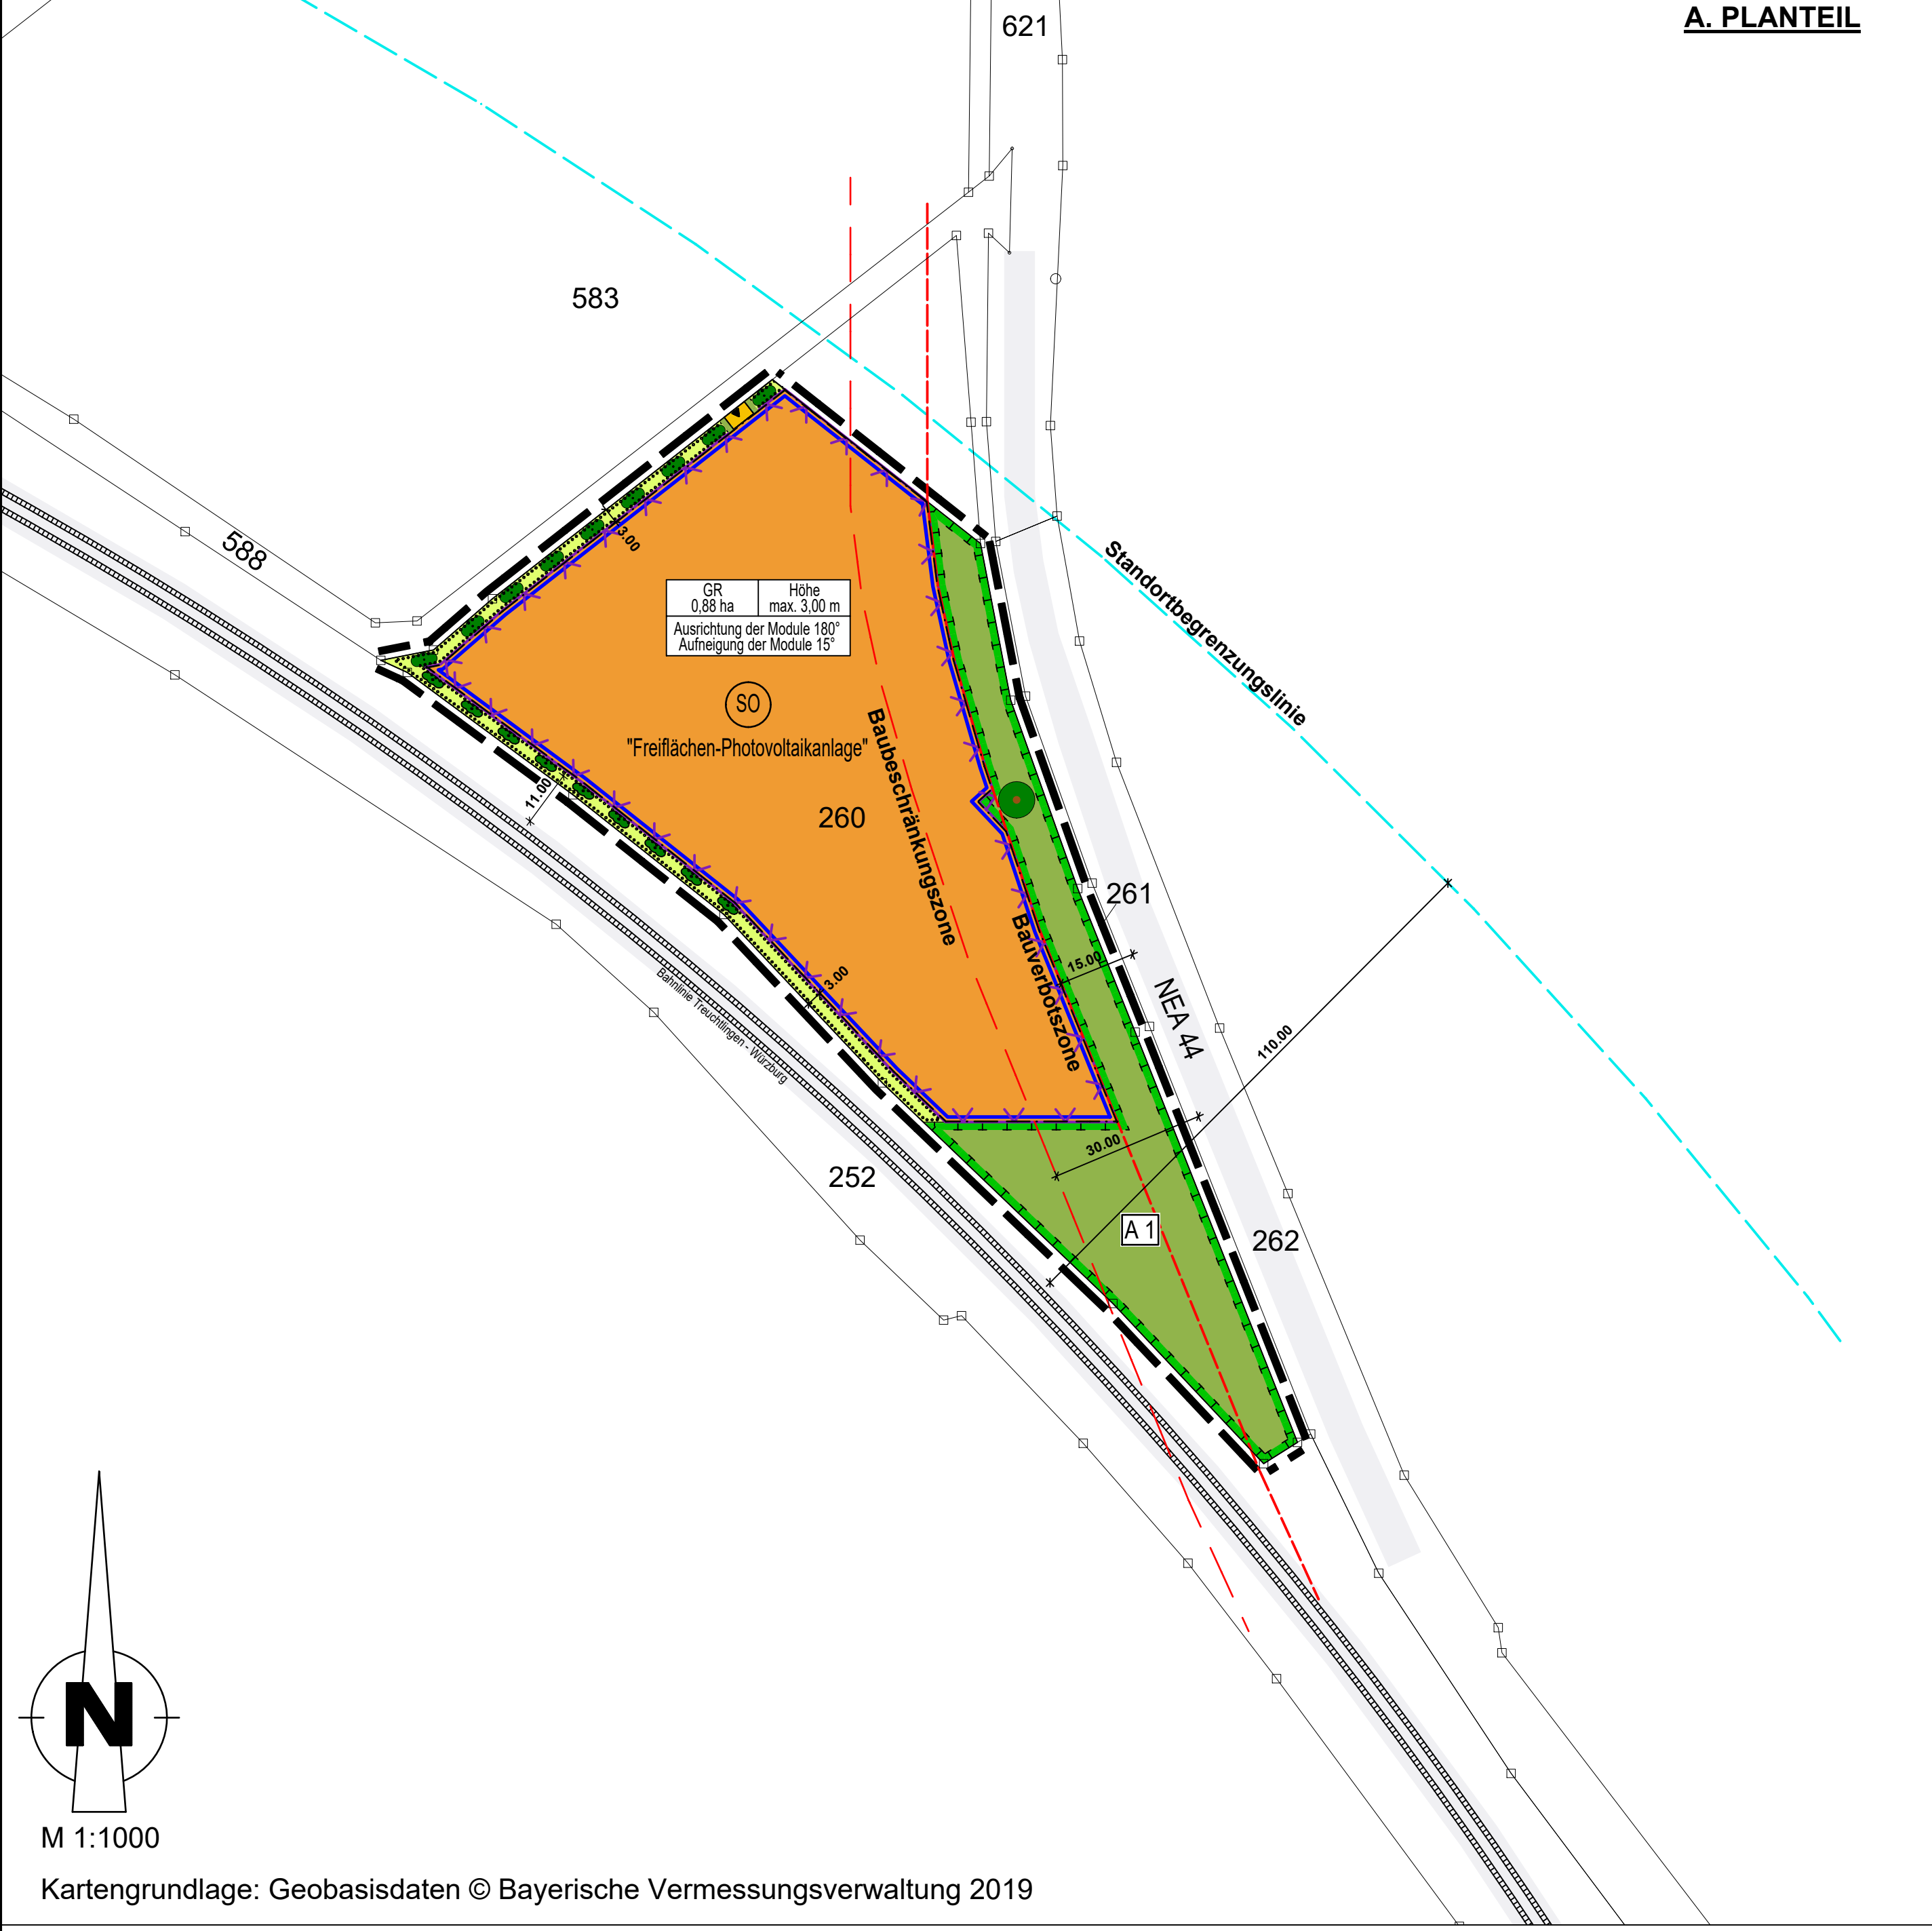 A. PLANTEIL
621
583
588
3.00
GR
0,88 ha
Höhe
max. 3,00 m
Ausrichtung der Module 180°
Aufneigung der Module 15°
SO
"Freiflächen-Photovoltaikanlage"
Standortbegrenzungslinie
Baubeschränkungszone
11.00
260
261
Bauverbotszone
15.00
3.00
NEA 44
Bahnlinie Treuchtlingen - Würzburg
110.00
30.00
252
A 1
262
N
M 1:1000
Kartengrundlage: Geobasisdaten © Bayerische Vermessungsverwaltung 2019